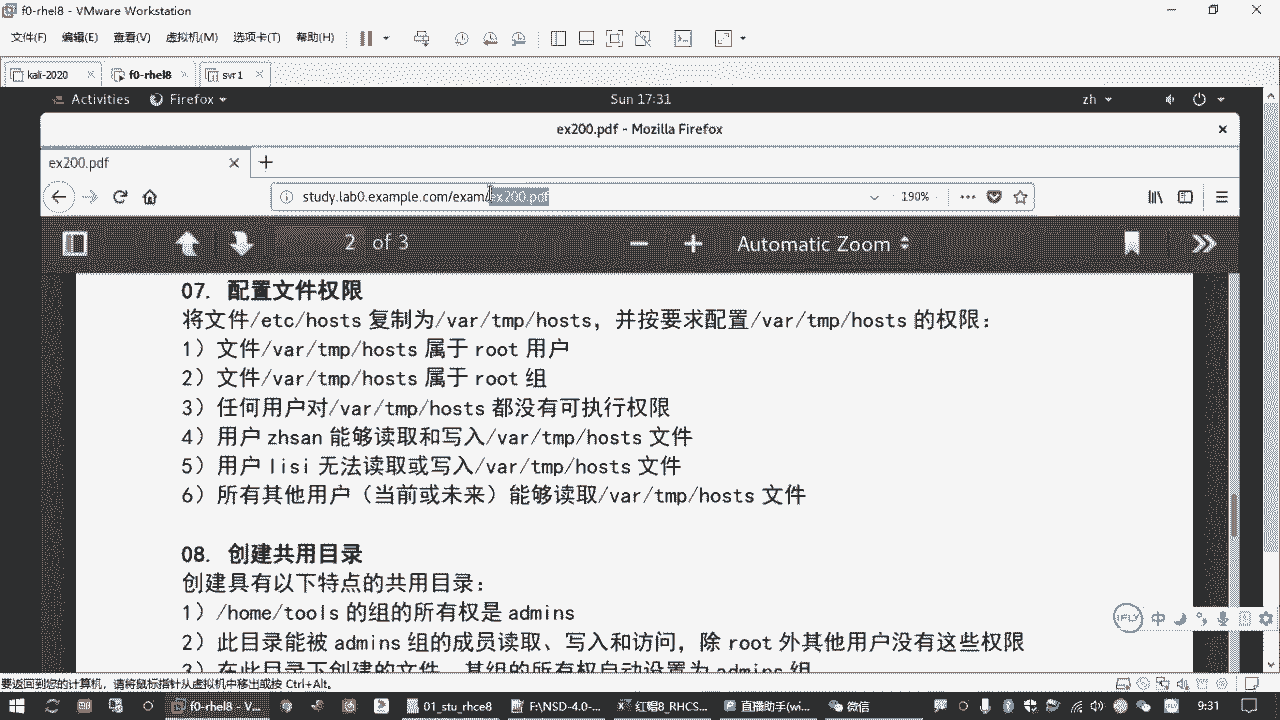 f0-rhel8 - VMware Workstation
文件(F) 编辑(E) 查看(V) 虚拟机(M) 选项卡(T) 帮助(H)
kali-2020 f0-rhel8 svr1
Activities Firefox Sun 17:31 zh
ex200.pdf - Mozilla Firefox
ex200.pdf
study.lab0.example.com/exam/ex200.pdf 190%
2 of 3 Automatic Zoom
07. 配置文件权限
将文件/etc/hosts 复制为/var/tmp/hosts，并按要求配置/var/tmp/hosts 的权限：
1）文件/var/tmp/hosts 属于 root 用户
2）文件/var/tmp/hosts 属于 root 组
3）任何用户对/var/tmp/hosts 都没有可执行权限
4）用户 zhsan 能够读取和写入/var/tmp/hosts 文件
5）用户 lisi 无法读取或写入/var/tmp/hosts 文件
6）所有其他用户（当前或未来）能够读取/var/tmp/hosts 文件
08. 创建共用目录
创建具有以下特点的共用目录：
1）/home/tools 的组的所有权是 admins
2）此目录能被 admins 组的成员读取、写入和访问，除 root 外其他用户没有这些权限
3）在此目录下创建的文件，其组的所有权自动设置为 admins 组
iFLY 中
要返回到您的计算机，请将鼠标指针从虚拟机中移出或按 Ctrl+Alt。
f0-rhel8 - V... 01_stu_rhce8 F:\NSD-4.0-... 红帽8_RHCS... 直播助手(wi... 微信 9:31